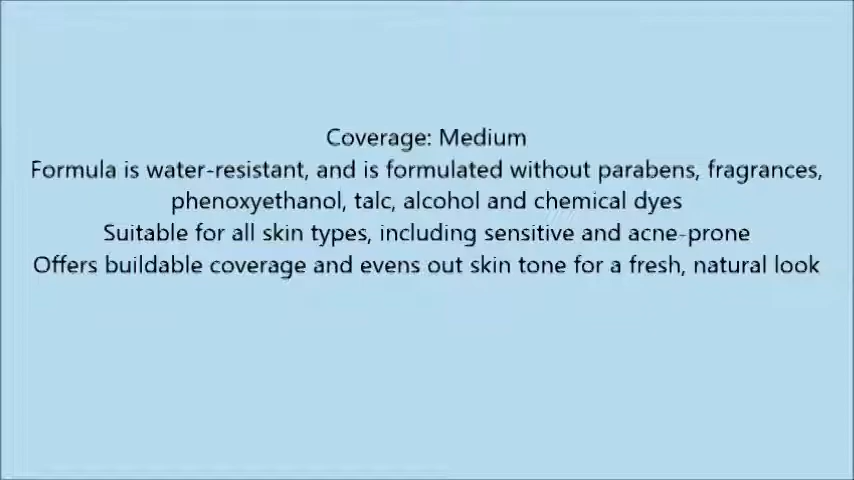 Coverage: Medium
Formula is water-resistant, and is formulated without parabens, fragrances,
phenoxyethanol, talc, alcohol and chemical dyes
Suitable for all skin types, including sensitive and acne-prone
Offers buildable coverage and evens out skin tone for a fresh, natural look